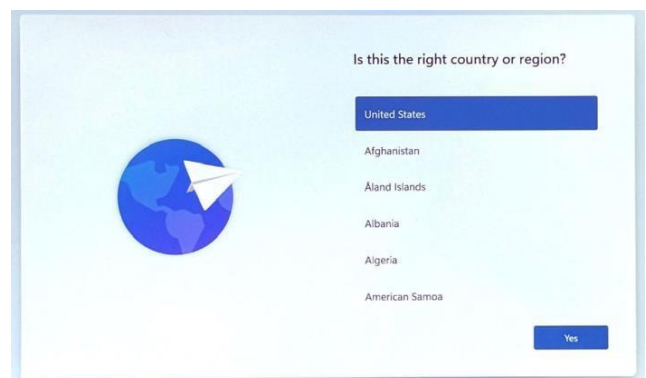 Is this the right country or region?
United States
Afghanistan
Åland Islands
Albania
Algeria
American Samoa
Yes